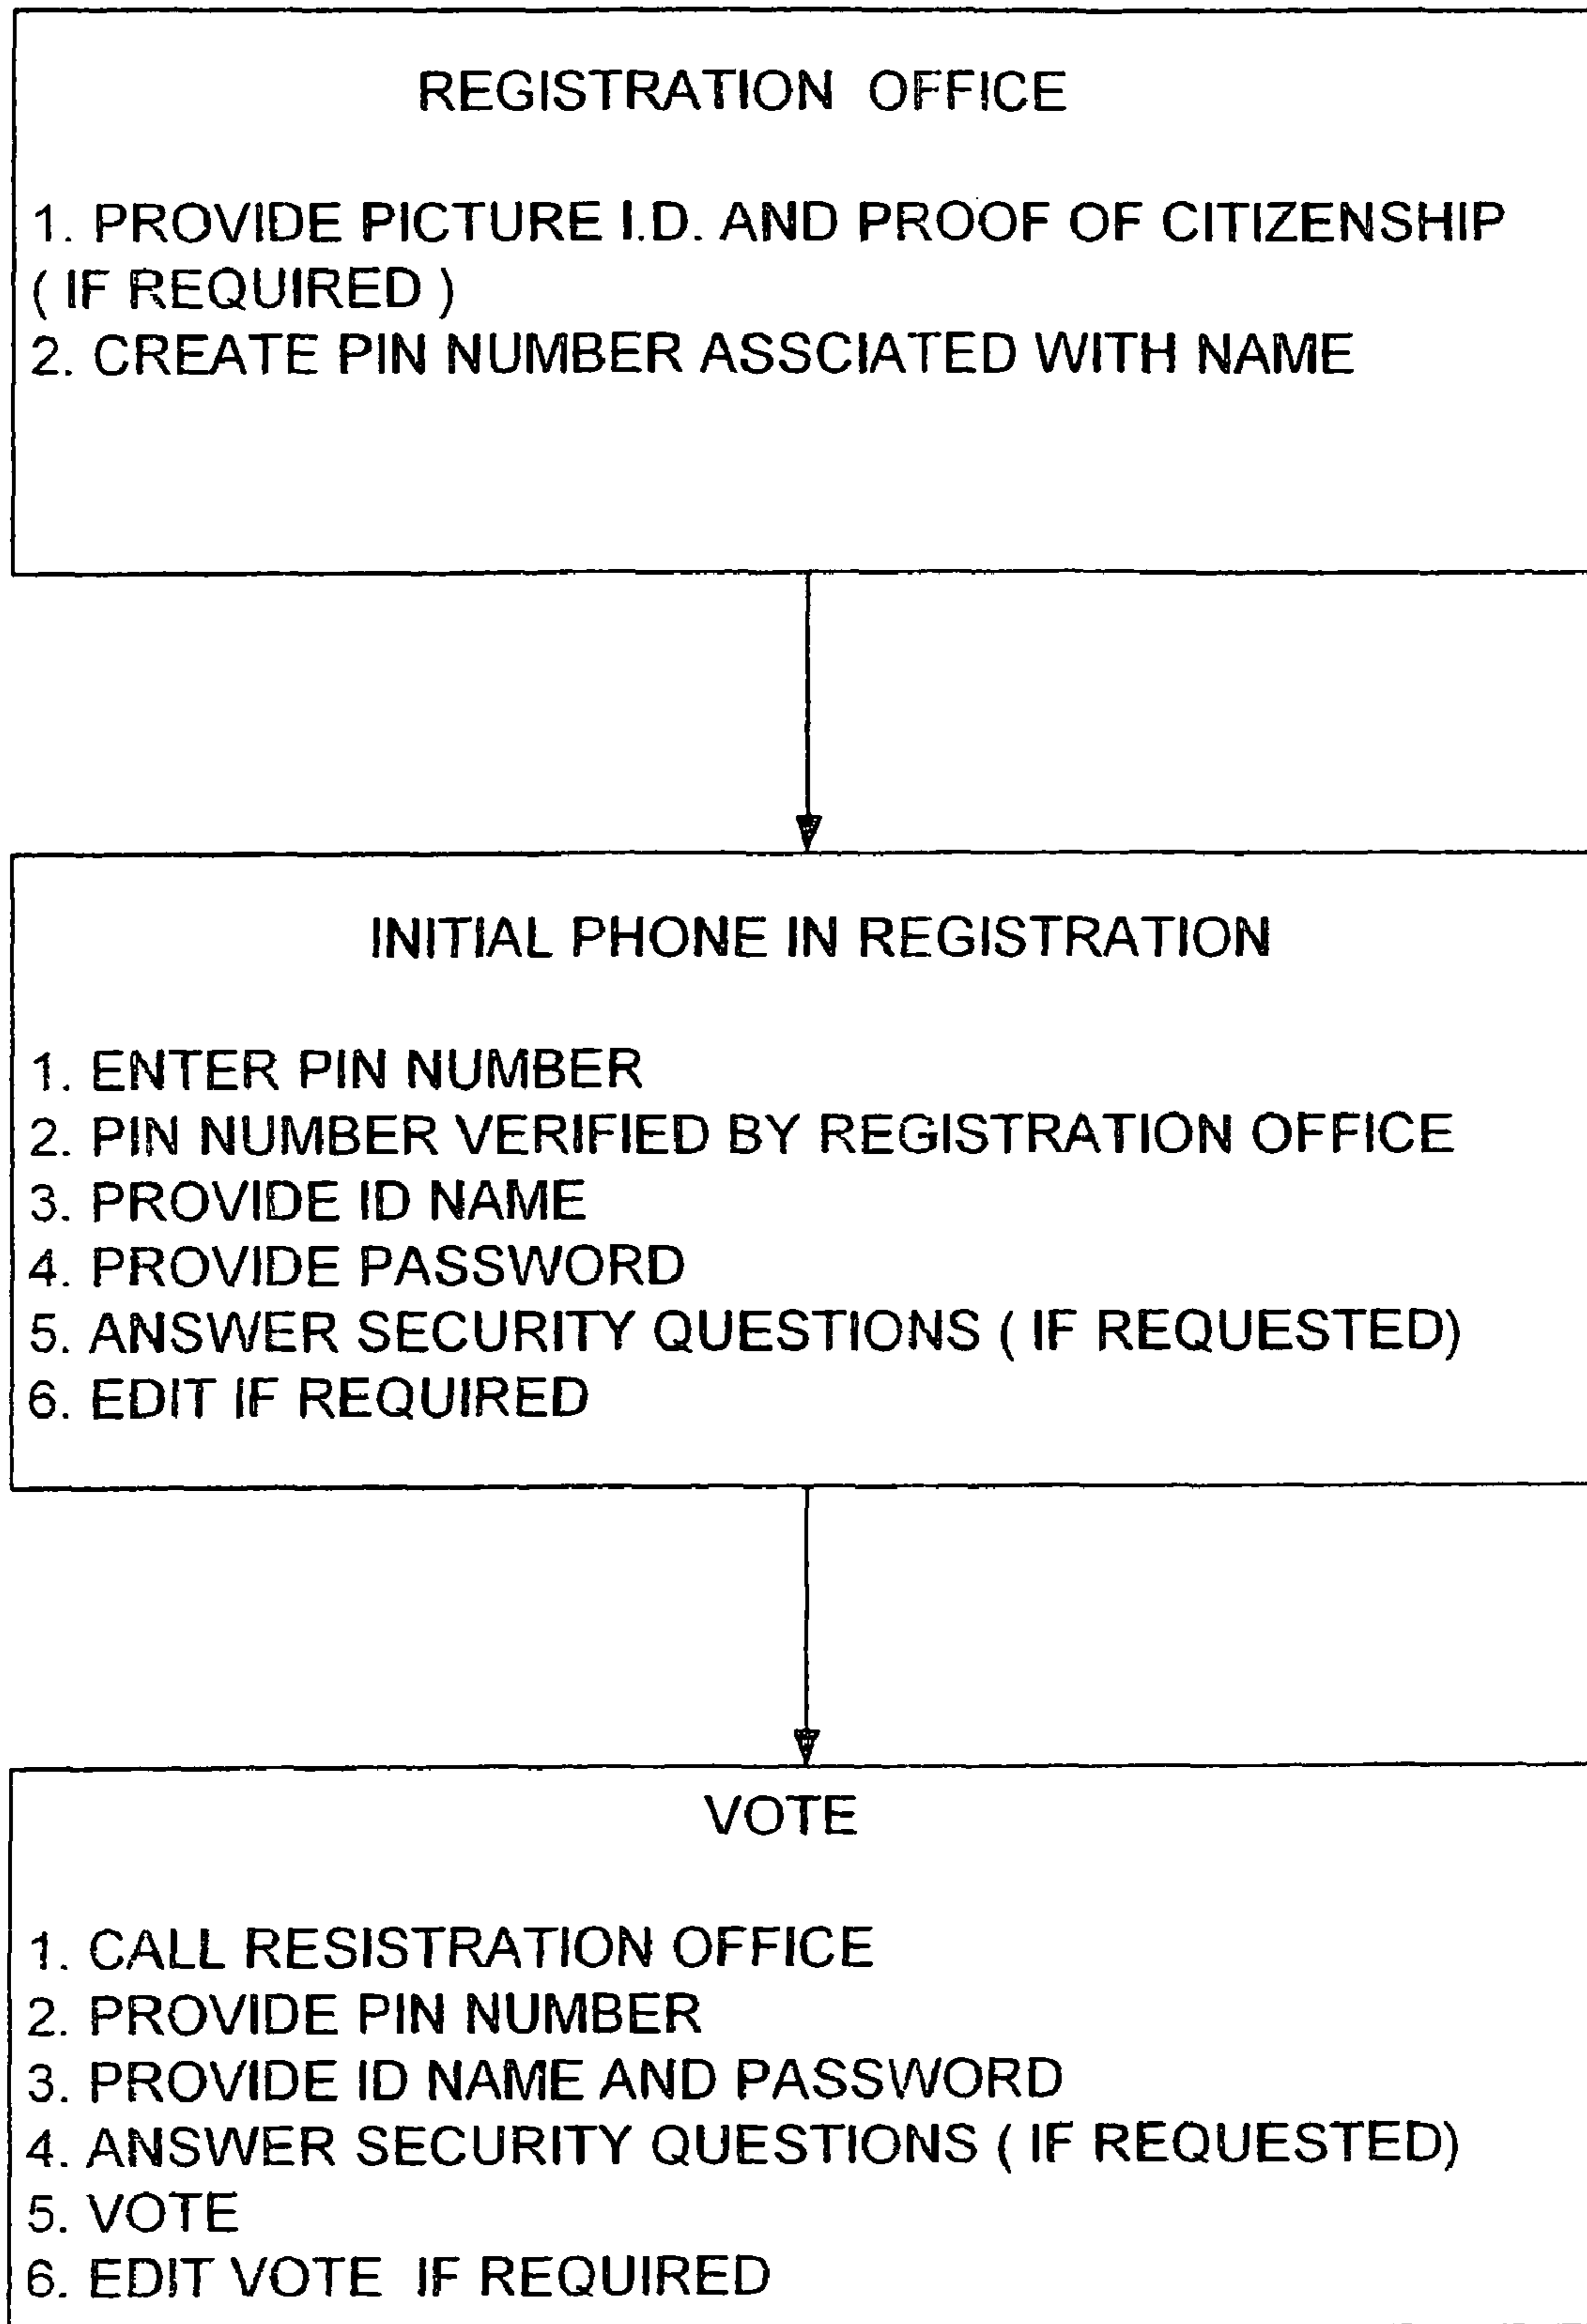 REGISTRATION OFFICE
1. PROVIDE PICTURE I.D. AND PROOF OF CITIZENSHIP
( IF REQUIRED )
2. CREATE PIN NUMBER ASSCIATED WITH NAME
INITIAL PHONE IN REGISTRATION
1. ENTER PIN NUMBER
2. PIN NUMBER VERIFIED BY REGISTRATION OFFICE
3. PROVIDE ID NAME
4. PROVIDE PASSWORD
5. ANSWER SECURITY QUESTIONS ( IF REQUESTED)
6. EDIT IF REQUIRED
VOTE
1. CALL RESISTRATION OFFICE
2. PROVIDE PIN NUMBER
3. PROVIDE ID NAME AND PASSWORD
4. ANSWER SECURITY QUESTIONS ( IF REQUESTED)
5. VOTE
6. EDIT VOTE IF REQUIRED